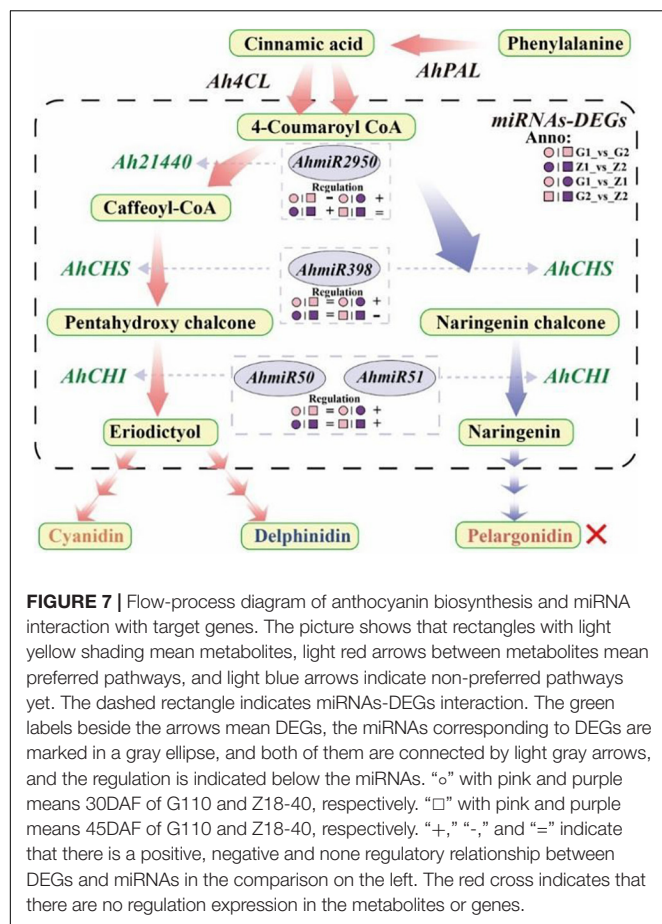 Cinnamic acid
Phenylalanine
Ah4CL
AhPAL
4-Coumaroyl CoA
miRNAs-DEGs
Anno:
G1_vs_G2
Z1_vs_Z2
G1_vs_Z1
G2_vs_Z2
Ah21440
AhmiR2950
Regulation
- +
+ =
Caffeoyl-CoA
AhCHS
AhmiR398
AhCHS
Regulation
= +
= -
Pentahydroxy chalcone
Naringenin chalcone
AhCHI
AhmiR50
AhmiR51
AhCHI
Regulation
= +
= +
Eriodictyol
Naringenin
Cyanidin
Delphinidin
Pelargonidin
FIGURE 7 | Flow-process diagram of anthocyanin biosynthesis and miRNA
interaction with target genes. The picture shows that rectangles with light
yellow shading mean metabolites, light red arrows between metabolites mean
preferred pathways, and light blue arrows indicate non-preferred pathways
yet. The dashed rectangle indicates miRNAs-DEGs interaction. The green
labels beside the arrows mean DEGs, the miRNAs corresponding to DEGs are
marked in a gray ellipse, and both of them are connected by light gray arrows,
and the regulation is indicated below the miRNAs. “○” with pink and purple
means 30DAF of G110 and Z18-40, respectively. “□” with pink and purple
means 45DAF of G110 and Z18-40, respectively. “+,” “-,” and “=” indicate
that there is a positive, negative and none regulatory relationship between
DEGs and miRNAs in the comparison on the left. The red cross indicates that
there are no regulation expression in the metabolites or genes.